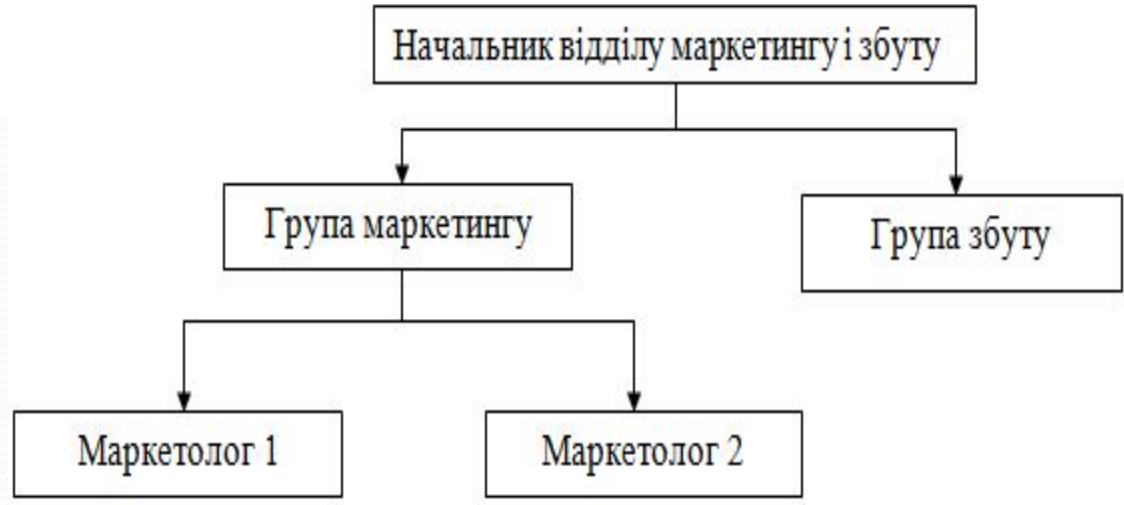 Начальник відділу маркетингу і збуту
Група маркетингу
Група збуту
Маркетолог 1
Маркетолог 2